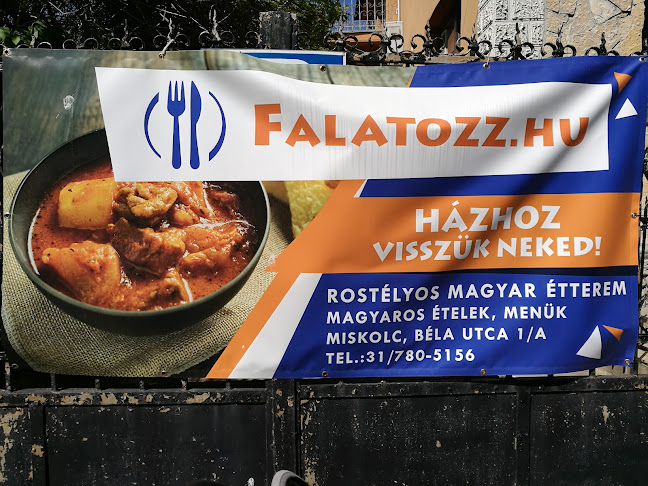 FALATOZZ.HU
HÁZHOZ
VISSZÜK NEKED!
ROSTÉLYOS MAGYAR ÉTTEREM
MAGYAROS ÉTELEK, MENÜK
MISKOLC, BÉLA UTCA 1/A
TEL.:31/780-5156